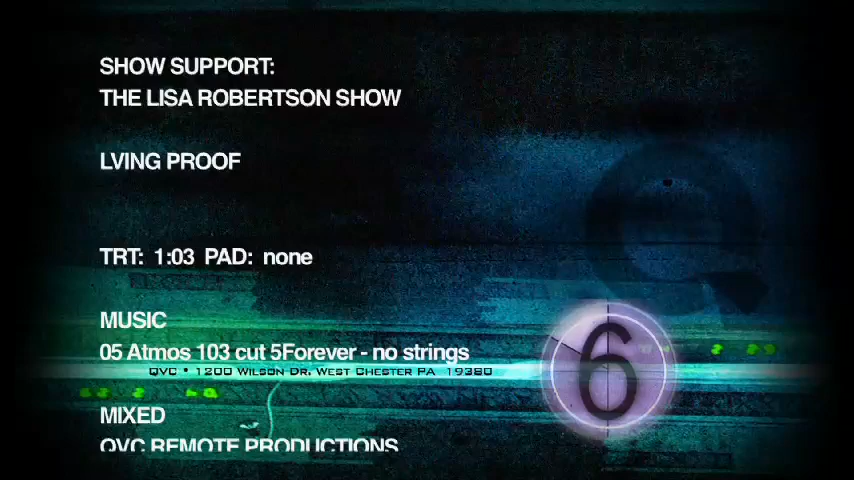 SHOW SUPPORT:
THE LISA ROBERTSON SHOW
LVING PROOF
TRT: 1:03 PAD: none
MUSIC
05 Atmos 103 cut 5Forever - no strings
QVC • 1200 Wilson Dr, West Chester PA 19380
6
MIXED
QVC REMOTE PRODUCTIONS